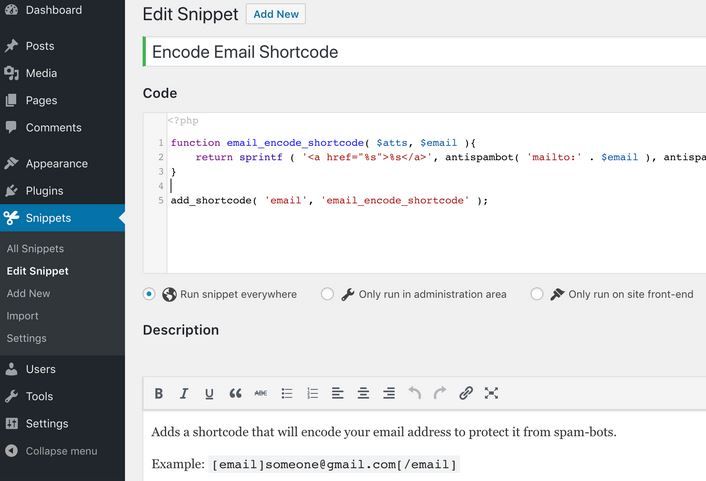 Dashboard
Posts
Media
Pages
Comments
Appearance
Plugins
Snippets
All Snippets
Edit Snippet
Add New
Import
Settings
Users
Tools
Settings
Collapse menu
Edit Snippet Add New
Encode Email Shortcode
Code
<?php
1 function email_encode_shortcode( $atts, $email ){
2 return sprintf ( '<a href="%s">%s</a>', antispambot( 'mailto:' . $email ), antispa
3 }
4
5 add_shortcode( 'email', 'email_encode_shortcode' );
Run snippet everywhere Only run in administration area Only run on site front-end
Description
B I U ABC
Adds a shortcode that will encode your email address to protect it from spam-bots.
Example: [email]someone@gmail.com[/email]